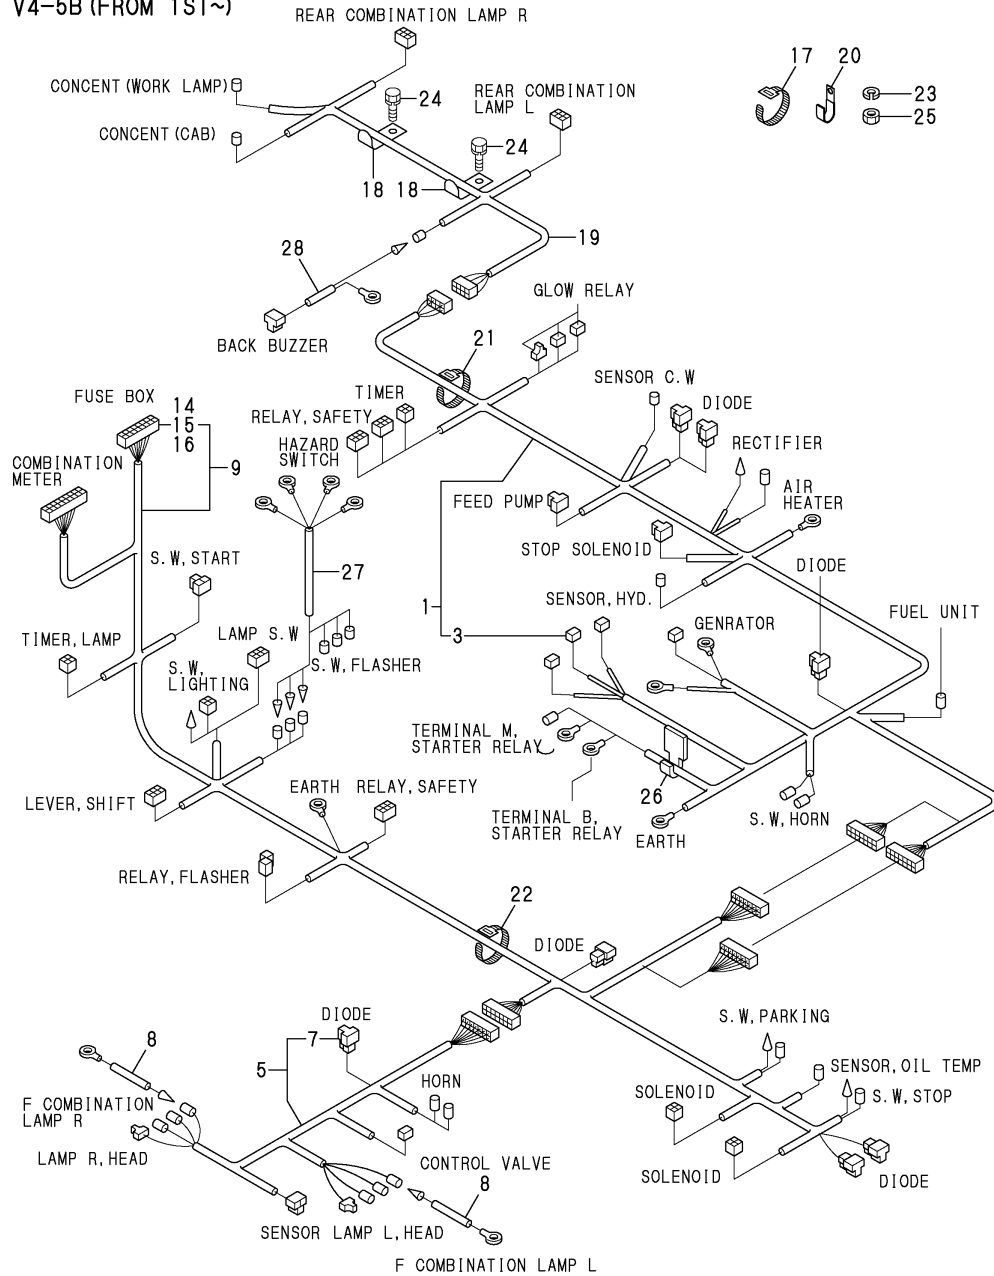 V4-5B (FROM 1ST~)
REAR COMBINATION LAMP R
17
20
CONCENT (WORK LAMP)
24
REAR COMBINATION
LAMP L
23
25
CONCENT (CAB)
24
18
18
28
19
GLOW RELAY
BACK BUZZER
21
SENSOR C.W
FUSE BOX
14
15
16
9
TIMER
RELAY, SAFETY
HAZARD
SWITCH
DIODE
RECTIFIER
COMBINATION
METER
FEED PUMP
AIR
HEATER
STOP SOLENOID
S.W, START
27
DIODE
SENSOR, HYD.
1
3
FUEL UNIT
TIMER, LAMP
LAMP S.W
GENRATOR
S.W,
LIGHTING
S.W, FLASHER
TERMINAL M,
STARTER RELAY
26
LEVER, SHIFT
EARTH
RELAY, SAFETY
TERMINAL B,
STARTER RELAY
EARTH
S.W, HORN
RELAY, FLASHER
22
DIODE
DIODE
7
5
S.W, PARKING
8
HORN
SENSOR, OIL TEMP
SOLENOID
S.W, STOP
F COMBINATION
LAMP R
LAMP R, HEAD
CONTROL VALVE
SOLENOID
DIODE
8
SENSOR
LAMP L, HEAD
F COMBINATION LAMP L